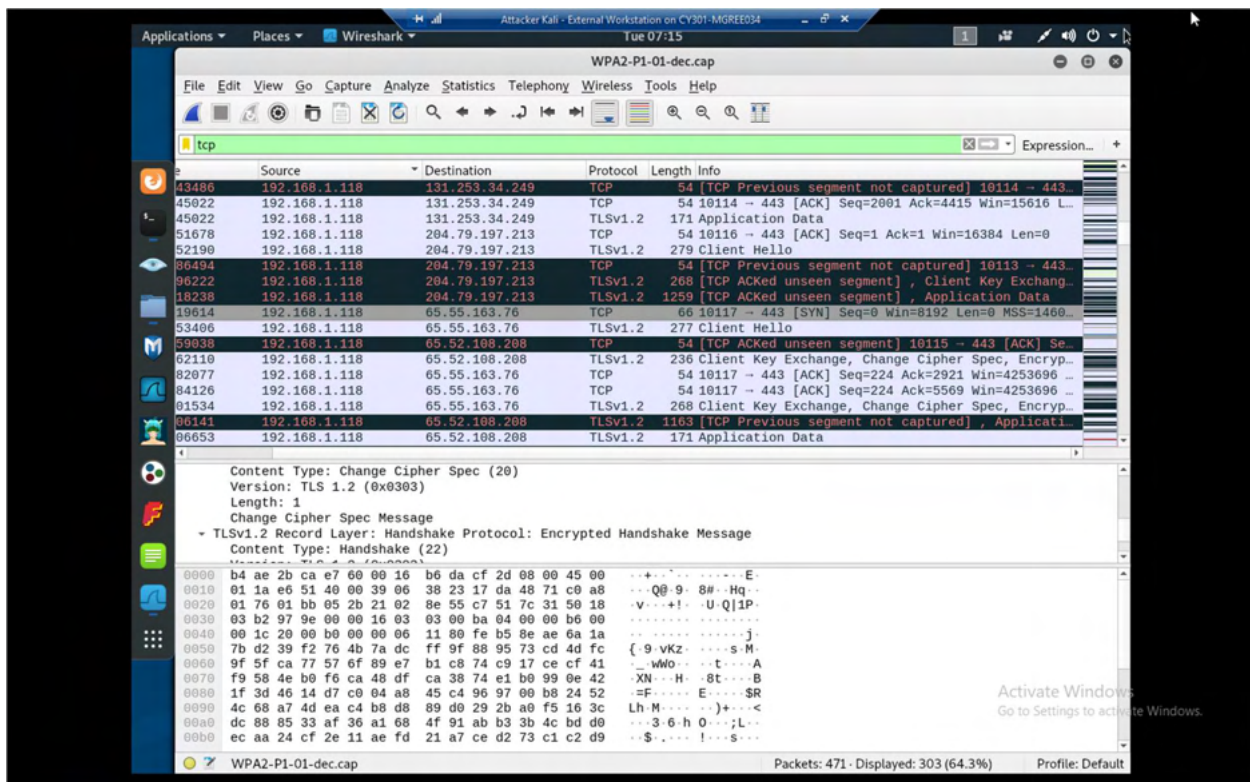 Attacker Kali - External Workstation on CY301-MGREE034
Applications Places Wireshark Tue 07:15 1
WPA2-P1-01-dec.cap
File Edit View Go Capture Analyze Statistics Telephony Wireless Tools Help
tcp Expression... +
Source Destination Protocol Length Info
43486 192.168.1.118 131.253.34.249 TCP 54 [TCP Previous segment not captured] 10114 → 443…
45022 192.168.1.118 131.253.34.249 TCP 54 10114 → 443 [ACK] Seq=2001 Ack=4415 Win=15616 L…
45022 192.168.1.118 131.253.34.249 TLSv1.2 171 Application Data
51678 192.168.1.118 204.79.197.213 TCP 54 10116 → 443 [ACK] Seq=1 Ack=1 Win=16384 Len=0
52190 192.168.1.118 204.79.197.213 TLSv1.2 279 Client Hello
86494 192.168.1.118 204.79.197.213 TCP 54 [TCP Previous segment not captured] 10113 → 443…
96222 192.168.1.118 204.79.197.213 TLSv1.2 268 [TCP ACKed unseen segment] , Client Key Exchang…
18238 192.168.1.118 204.79.197.213 TLSv1.2 1259 [TCP ACKed unseen segment] , Application Data
19614 192.168.1.118 65.55.163.76 TCP 66 10117 → 443 [SYN] Seq=0 Win=8192 Len=0 MSS=1460…
53406 192.168.1.118 65.55.163.76 TLSv1.2 277 Client Hello
59038 192.168.1.118 65.52.108.208 TCP 54 [TCP ACKed unseen segment] 10115 → 443 [ACK] Se…
62110 192.168.1.118 65.52.108.208 TLSv1.2 236 Client Key Exchange, Change Cipher Spec, Encryp…
82077 192.168.1.118 65.55.163.76 TCP 54 10117 → 443 [ACK] Seq=224 Ack=2921 Win=4253696 …
84126 192.168.1.118 65.55.163.76 TCP 54 10117 → 443 [ACK] Seq=224 Ack=5569 Win=4253696 …
01534 192.168.1.118 65.55.163.76 TLSv1.2 268 Client Key Exchange, Change Cipher Spec, Encryp…
06141 192.168.1.118 65.52.108.208 TLSv1.2 1163 [TCP Previous segment not captured] , Applicati…
06653 192.168.1.118 65.52.108.208 TLSv1.2 171 Application Data
Content Type: Change Cipher Spec (20)
Version: TLS 1.2 (0x0303)
Length: 1
Change Cipher Spec Message
TLSv1.2 Record Layer: Handshake Protocol: Encrypted Handshake Message
Content Type: Handshake (22)
0000 b4 ae 2b ca e7 60 00 16 b6 da cf 2d 08 00 45 00 ··+··`·· ···-··E·
0010 01 1a e6 51 40 00 39 06 38 23 17 da 48 71 c0 a8 ···Q@·9· 8#··Hq··
0020 01 76 01 bb 05 2b 21 02 8e 55 c7 51 7c 31 50 18 ·v···+!· ·U·Q|1P·
0030 03 b2 97 9e 00 00 16 03 03 00 ba 04 00 00 b6 00 ········ ········
0040 00 1c 20 00 b0 00 00 06 11 80 fe b5 8e ae 6a 1a ·· ····· ······j·
0050 7b d2 39 f2 76 4b 7a dc ff 9f 88 95 73 cd 4d fc {·9·vKz· ····s·M·
0060 9f 5f ca 77 57 6f 89 e7 b1 c8 74 c9 17 ce cf 41 ·_·wWo·· ··t····A
0070 f9 58 4e b0 f6 ca 48 df ca 38 74 e1 b0 99 0e 42 ·XN···H· ·8t····B
0080 1f 3d 46 14 d7 c0 04 a8 45 c4 96 97 00 b8 24 52 ·=F····· E·····$R
0090 4c 68 a7 4d ea c4 b8 d8 89 d0 29 2b a0 f5 16 3c Lh·M···· ··)+···<
00a0 dc 88 85 33 af 36 a1 68 4f 91 ab b3 3b 4c bd d0 ···3·6·h O···;L··
00b0 ec aa 24 cf 2e 11 ae fd 21 a7 ce d2 73 c1 c2 d9 ··$·.··· !···s···
Activate Windows
Go to Settings to activate Windows.
WPA2-P1-01-dec.cap Packets: 471 · Displayed: 303 (64.3%) Profile: Default